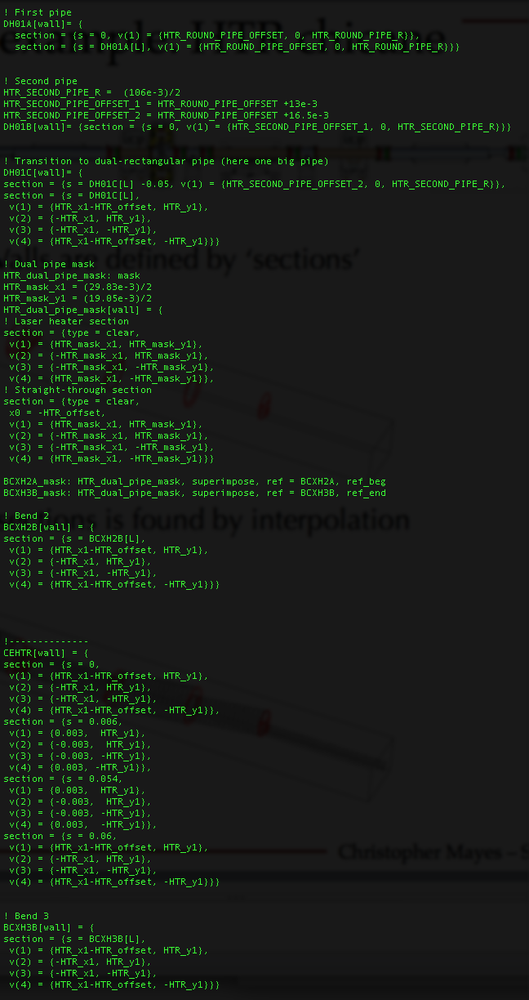 ! First pipe
DH01A[wall]= {
  section = {s = 0, v(1) = {HTR_ROUND_PIPE_OFFSET, 0, HTR_ROUND_PIPE_R}},
  section = {s = DH01A[L], v(1) = {HTR_ROUND_PIPE_OFFSET, 0, HTR_ROUND_PIPE_R}}}
! Second pipe
HTR_SECOND_PIPE_R =  (106e-3)/2
HTR_SECOND_PIPE_OFFSET_1 = HTR_ROUND_PIPE_OFFSET +13e-3
HTR_SECOND_PIPE_OFFSET_2 = HTR_ROUND_PIPE_OFFSET +16.5e-3
DH01B[wall]= {section = {s = 0, v(1) = {HTR_SECOND_PIPE_OFFSET_1, 0, HTR_SECOND_PIPE_R}}}
! Transition to dual-rectangular pipe (here one big pipe)
DH01C[wall]= {
section = {s = DH01C[L] -0.05, v(1) = {HTR_SECOND_PIPE_OFFSET_2, 0, HTR_SECOND_PIPE_R}},
section = {s = DH01C[L],
 v(1) = {HTR_x1-HTR_offset, HTR_y1},
 v(2) = {-HTR_x1, HTR_y1},
 v(3) = {-HTR_x1, -HTR_y1},
 v(4) = {HTR_x1-HTR_offset, -HTR_y1}}}
alls are defined by ‘sections’
! Dual pipe mask
HTR_dual_pipe_mask: mask
HTR_mask_x1 = (29.83e-3)/2
HTR_mask_y1 = (19.05e-3)/2
HTR_dual_pipe_mask[wall] = {
! Laser heater section
section = {type = clear,
 v(1) = {HTR_mask_x1, HTR_mask_y1},
 v(2) = {-HTR_mask_x1, HTR_mask_y1},
 v(3) = {-HTR_mask_x1, -HTR_mask_y1},
 v(4) = {HTR_mask_x1, -HTR_mask_y1}},
! Straight-through section
section = {type = clear,
 x0 = -HTR_offset,
 v(1) = {HTR_mask_x1, HTR_mask_y1},
 v(2) = {-HTR_mask_x1, HTR_mask_y1},
 v(3) = {-HTR_mask_x1, -HTR_mask_y1},
 v(4) = {HTR_mask_x1, -HTR_mask_y1}}}
BCXH2A_mask: HTR_dual_pipe_mask, superimpose, ref = BCXH2A, ref_beg
BCXH3B_mask: HTR_dual_pipe_mask, superimpose, ref = BCXH3B, ref_end
! Bend 2
ons is found by interpolation
BCXH2B[wall] = {
section = {s = BCXH2B[L],
 v(1) = {HTR_x1-HTR_offset, HTR_y1},
 v(2) = {-HTR_x1, HTR_y1},
 v(3) = {-HTR_x1, -HTR_y1},
 v(4) = {HTR_x1-HTR_offset, -HTR_y1}}}
!--------------
CEHTR[wall] = {
section = {s = 0,
 v(1) = {HTR_x1-HTR_offset, HTR_y1},
 v(2) = {-HTR_x1, HTR_y1},
 v(3) = {-HTR_x1, -HTR_y1},
 v(4) = {HTR_x1-HTR_offset, -HTR_y1}},
section = {s = 0.006,
 v(1) = {0.003,  HTR_y1},
 v(2) = {-0.003,  HTR_y1},
 v(3) = {-0.003, -HTR_y1},
 v(4) = {0.003, -HTR_y1}},
section = {s = 0.054,
 v(1) = {0.003,  HTR_y1},
 v(2) = {-0.003,  HTR_y1},
 v(3) = {-0.003,  -HTR_y1},
 v(4) = {0.003,  -HTR_y1}},
section = {s = 0.06,
 v(1) = {HTR_x1-HTR_offset, HTR_y1},
 v(2) = {-HTR_x1, HTR_y1},
 v(3) = {-HTR_x1, -HTR_y1},
 v(4) = {HTR_x1-HTR_offset, -HTR_y1}}}
Christopher Mayes – S
! Bend 3
BCXH3B[wall] = {
section = {s = BCXH3B[L],
 v(1) = {HTR_x1-HTR_offset, HTR_y1},
 v(2) = {-HTR_x1, HTR_y1},
 v(3) = {-HTR_x1, -HTR_y1},
 v(4) = {HTR_x1-HTR_offset, -HTR_y1}}}